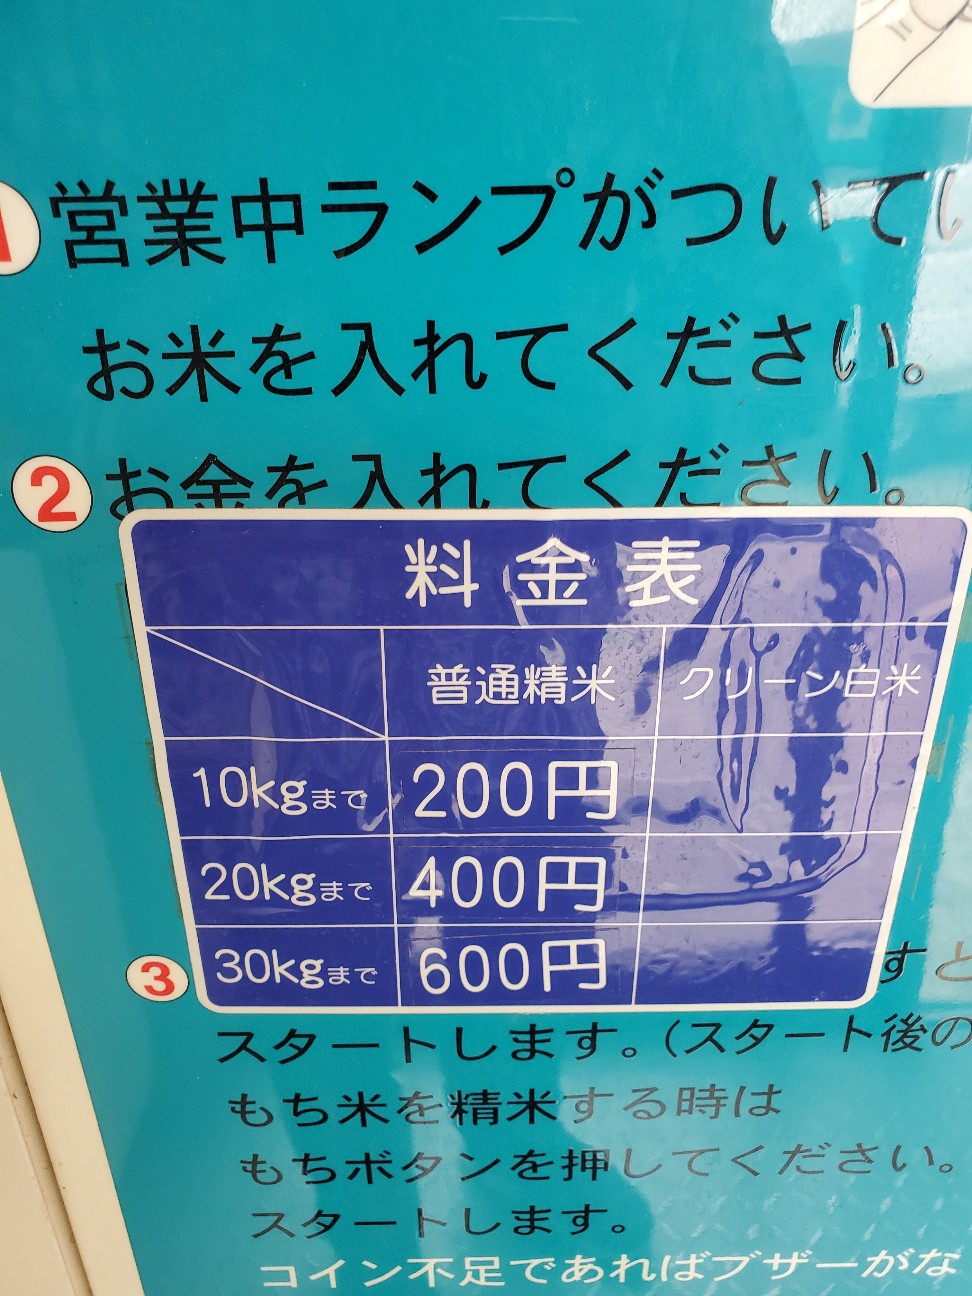 1 営業中ランプがついてい
お米を入れてください。
2 お金を入れてください。
料金表
普通精米 クリーン白米
10kgまで 200円
20kgまで 400円
30kgまで 600円
3 すと
スタートします。(スタート後の
もち米を精米する時は
もちボタンを押してください。
スタートします。
コイン不足であればブザーがな